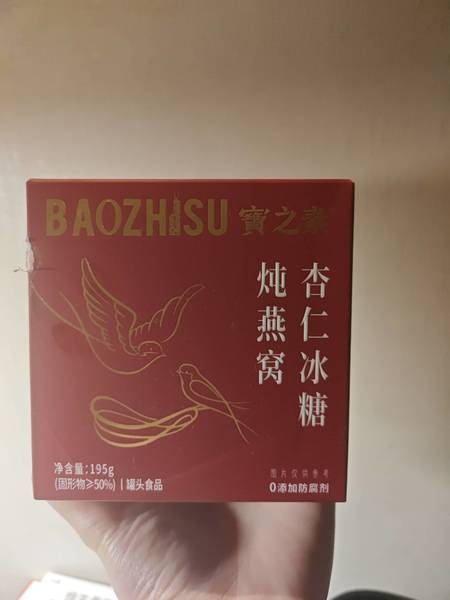 BAOZHISU 寳之素
杏仁冰糖
炖燕窝
净含量:195g
(固形物≥50%) | 罐头食品
图片仅供参考
0添加防腐剂